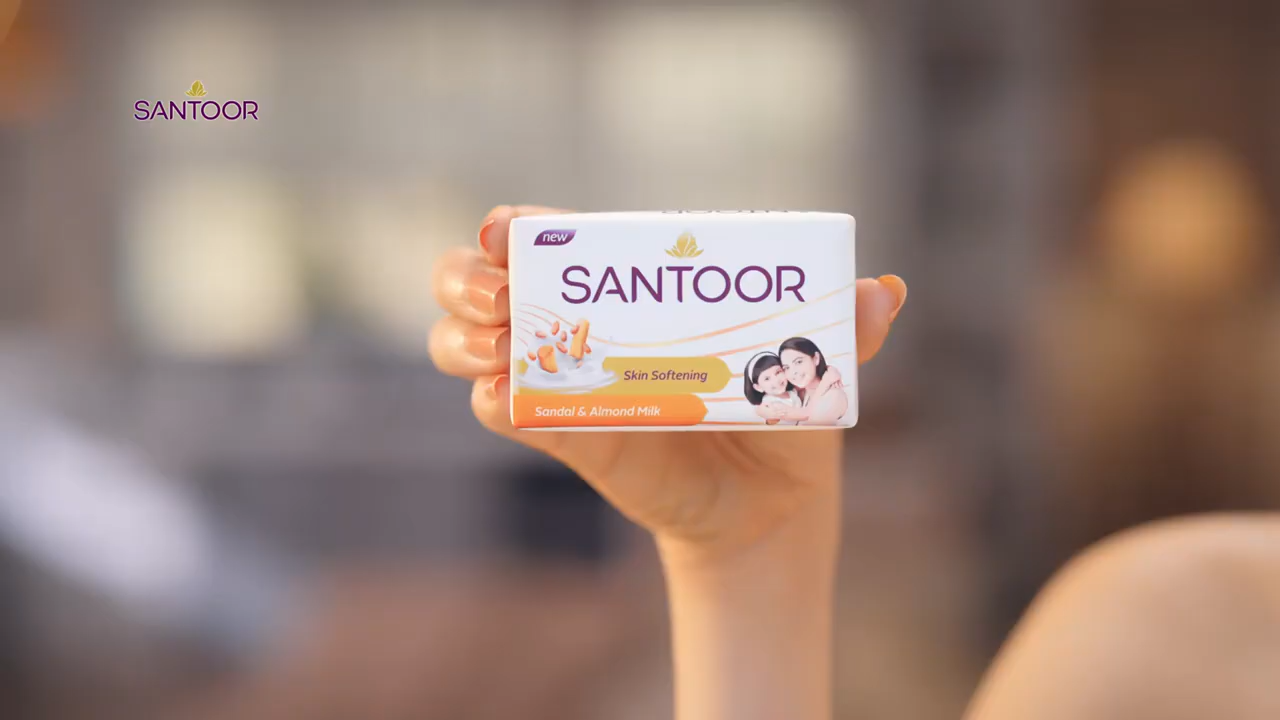 SANTOOR
new
SANTOOR
Skin Softening
Sandal & Almond Milk